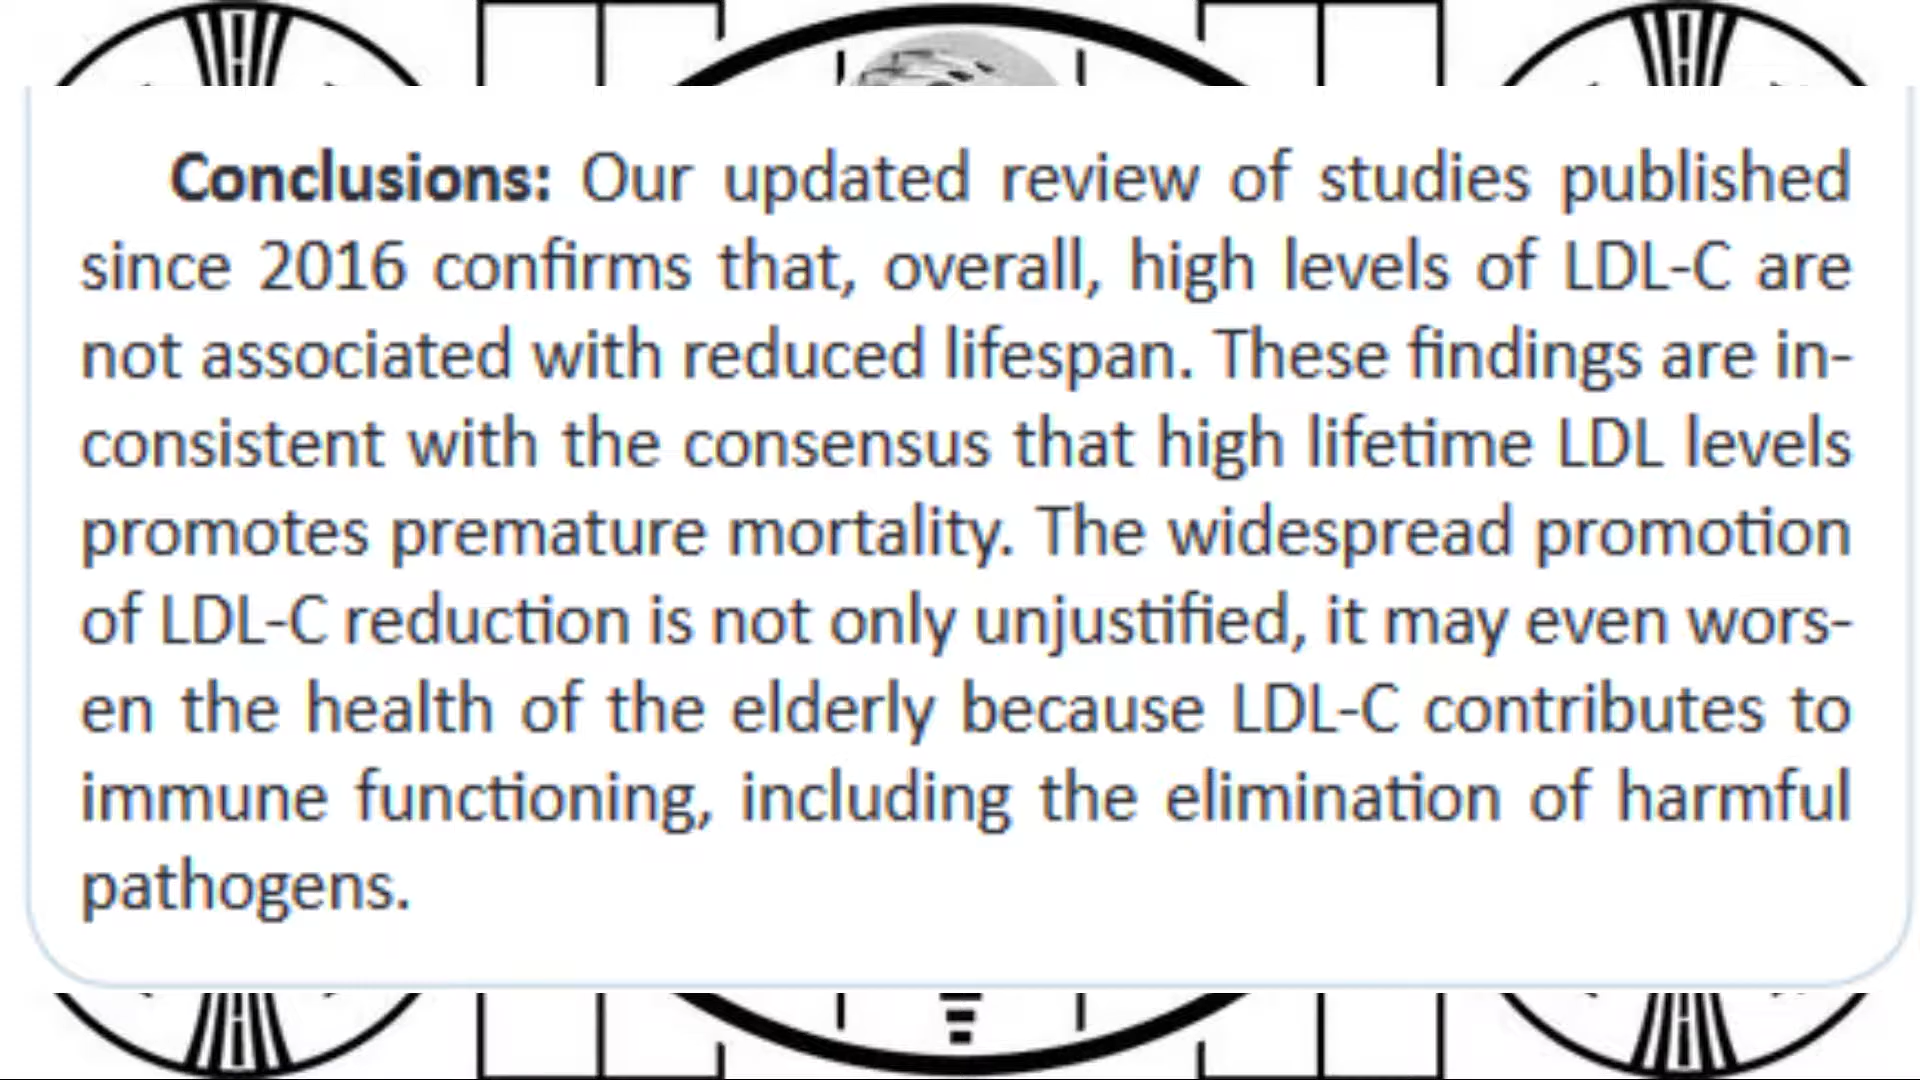 Conclusions: Our updated review of studies published
since 2016 confirms that, overall, high levels of LDL-C are
not associated with reduced lifespan. These findings are in-
consistent with the consensus that high lifetime LDL levels
promotes premature mortality. The widespread promotion
of LDL-C reduction is not only unjustified, it may even wors-
en the health of the elderly because LDL-C contributes to
immune functioning, including the elimination of harmful
pathogens.